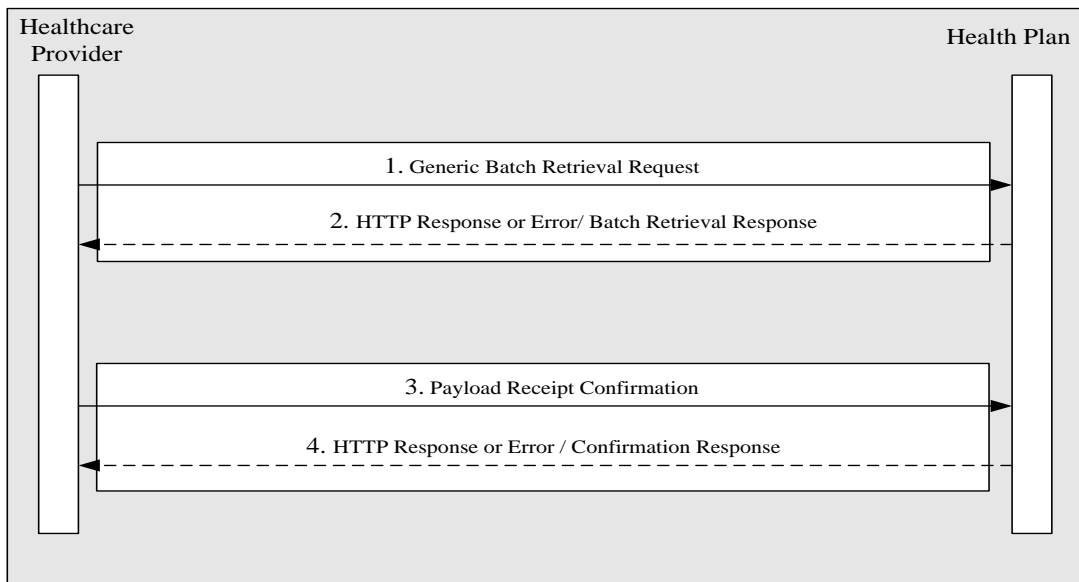 Healthcare
Provider
Health Plan
1. Generic Batch Retrieval Request
2. HTTP Response or Error/ Batch Retrieval Response
3. Payload Receipt Confirmation
4. HTTP Response or Error / Confirmation Response